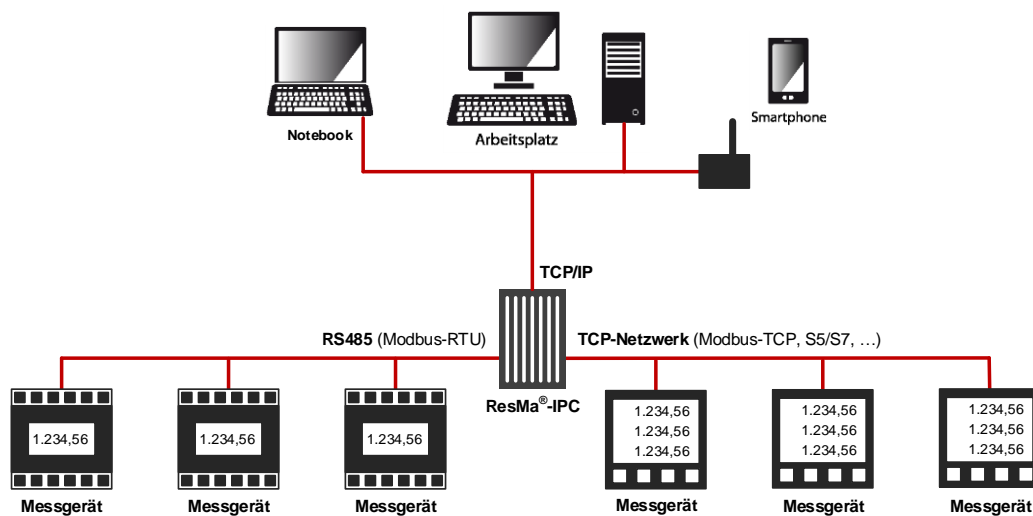 Notebook
Arbeitsplatz
Smartphone
TCP/IP
RS485 (Modbus-RTU)
TCP-Netzwerk (Modbus-TCP, S5/S7, …)
ResMa®-IPC
1.234,56
1.234,56
1.234,56
1.234,56
1.234,56
1.234,56
1.234,56
1.234,56
1.234,56
1.234,56
1.234,56
1.234,56
Messgerät
Messgerät
Messgerät
Messgerät
Messgerät
Messgerät